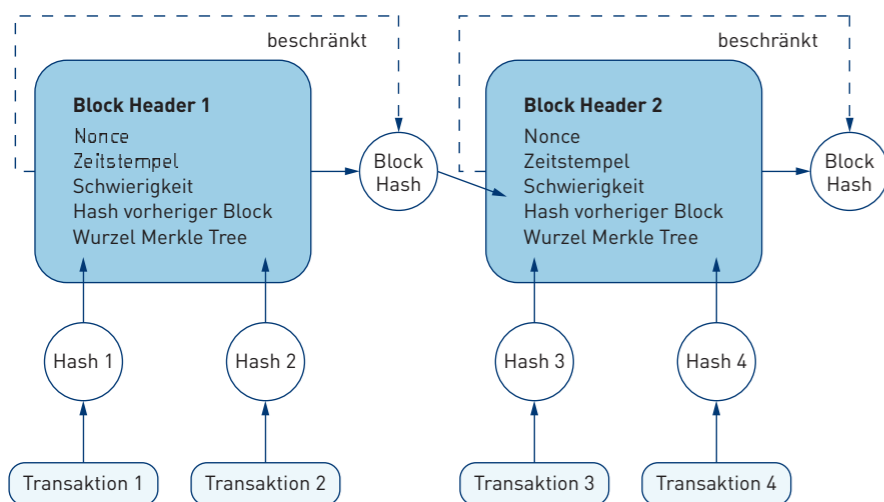 beschränkt
beschränkt
Block Header 1
Nonce
Zeitstempel
Schwierigkeit
Hash vorheriger Block
Wurzel Merkle Tree
Block
Hash
Block Header 2
Nonce
Zeitstempel
Schwierigkeit
Hash vorheriger Block
Wurzel Merkle Tree
Block
Hash
Hash 1
Hash 2
Hash 3
Hash 4
Transaktion 1
Transaktion 2
Transaktion 3
Transaktion 4